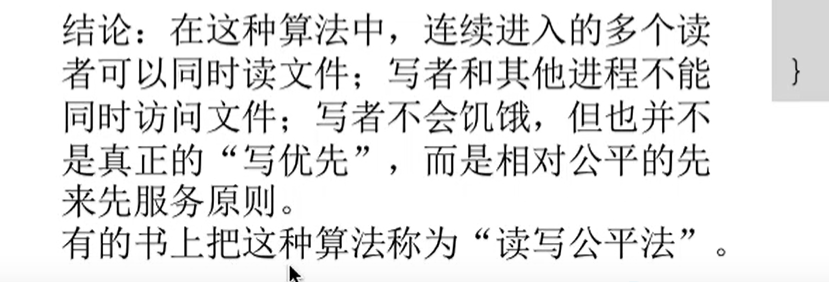 结论：在这种算法中，连续进入的多个读
者可以同时读文件；写者和其他进程不能
}
同时访问文件；写者不会饥饿，但也并不
是真正的“写优先”，而是相对公平的先
来先服务原则。
有的书上把这种算法称为“读写公平法”。